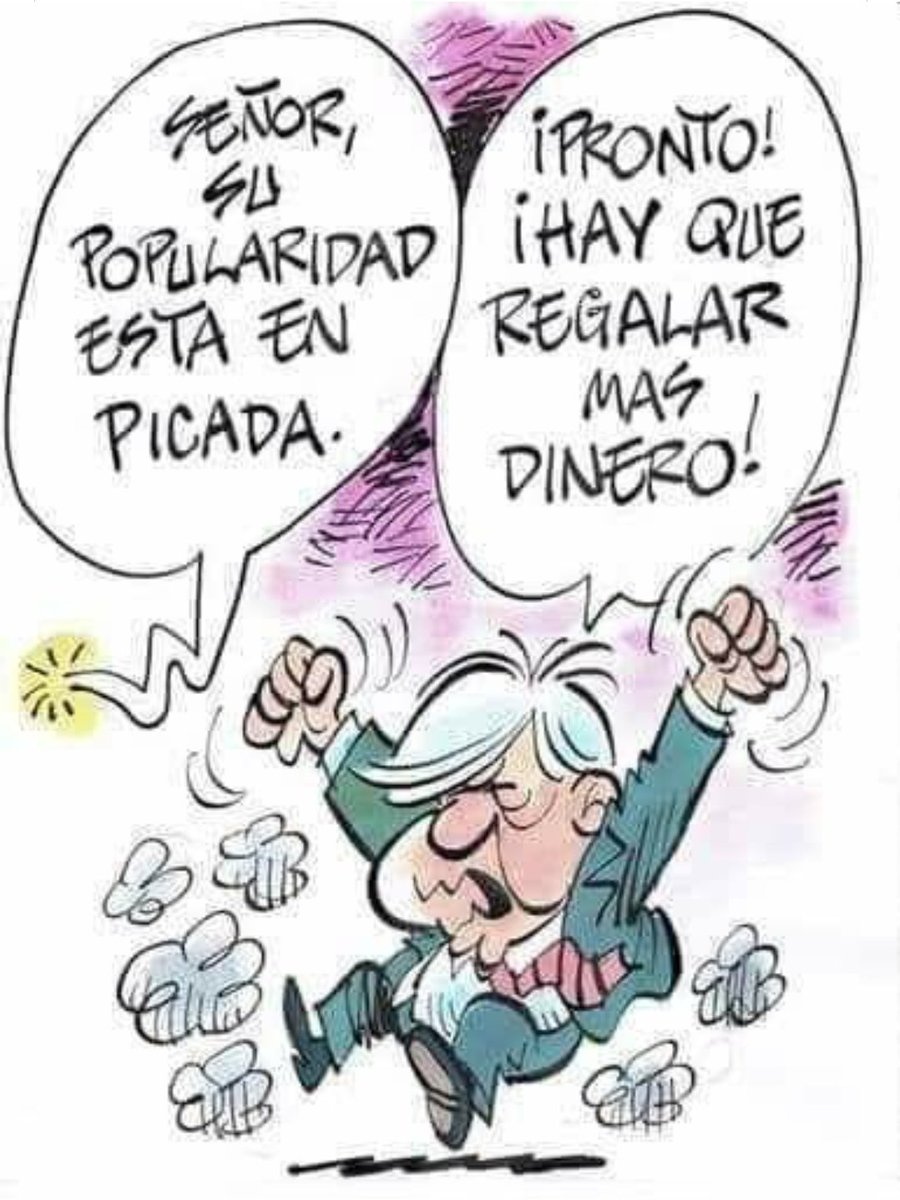 SEÑOR,
SU
POPULARIDAD
ESTA EN
PICADA.
¡PRONTO!
¡HAY QUE
REGALAR
MAS
DINERO!